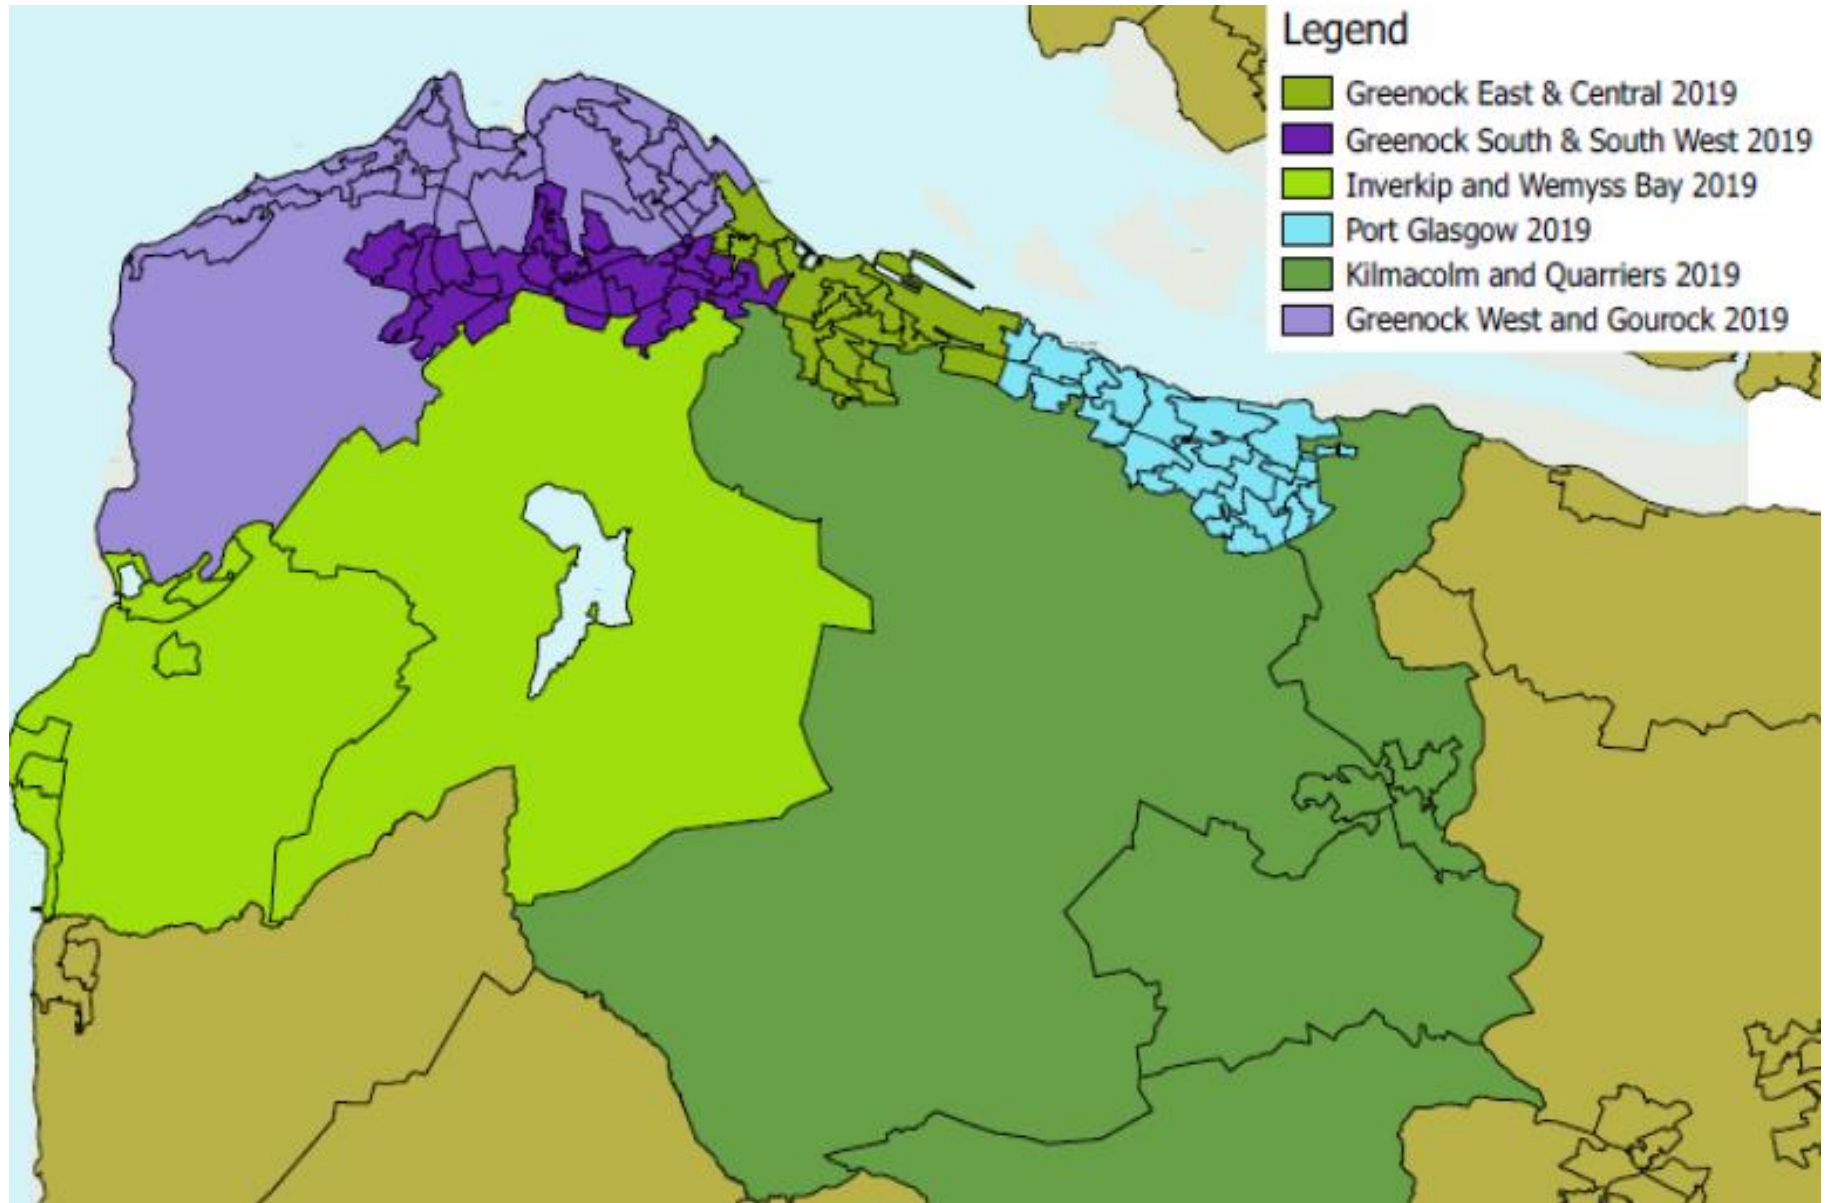 Legend
Greenock East & Central 2019
Greenock South & South West 2019
Inverkip and Wemyss Bay 2019
Port Glasgow 2019
Kilmacolm and Quarriers 2019
Greenock West and Gourock 2019